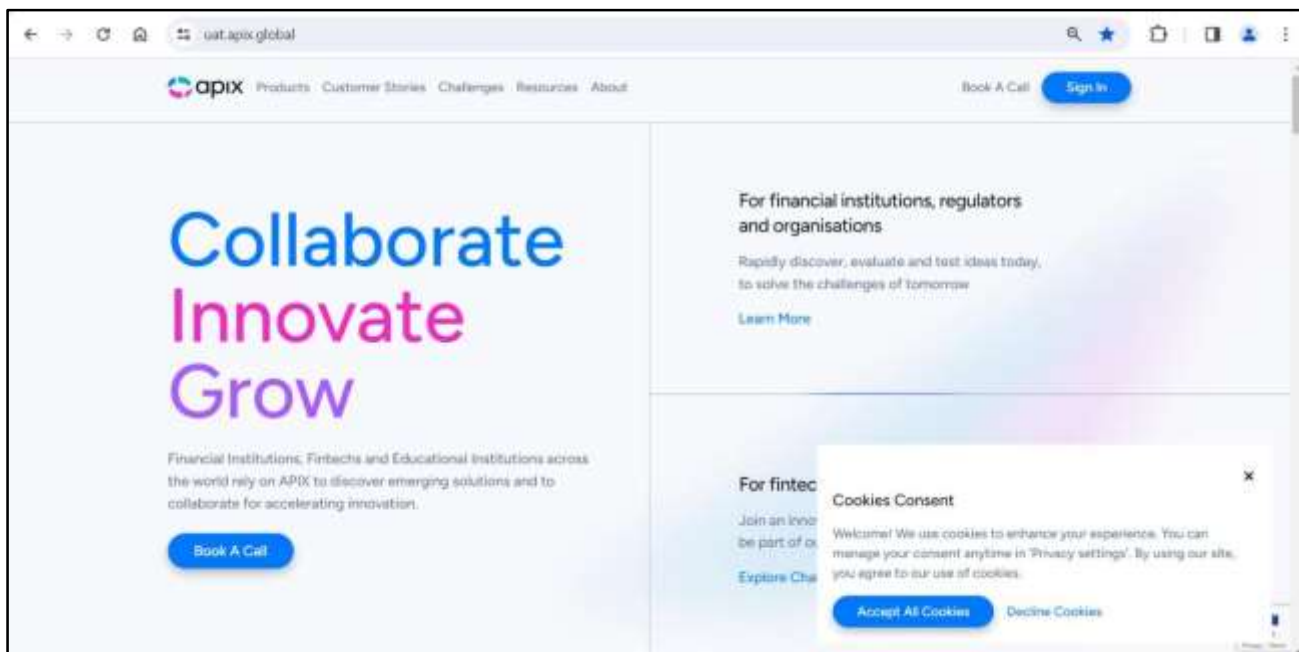 uat.apix.global
apix Products Customer Stories Challenges Resources About Book A Call Sign In
Collaborate
Innovate
Grow
Financial Institutions, Fintechs and Educational Institutions across
the world rely on APIX to discover emerging solutions and to
collaborate for accelerating innovation.
Book A Call
For financial institutions, regulators
and organisations
Rapidly discover, evaluate and test ideas today,
to solve the challenges of tomorrow
Learn More
For fintec
Join an inno
be part of ou
Explore Cha
Cookies Consent
Welcome! We use cookies to enhance your experience. You can
manage your consent anytime in 'Privacy settings'. By using our site,
you agree to our use of cookies.
Accept All Cookies Decline Cookies